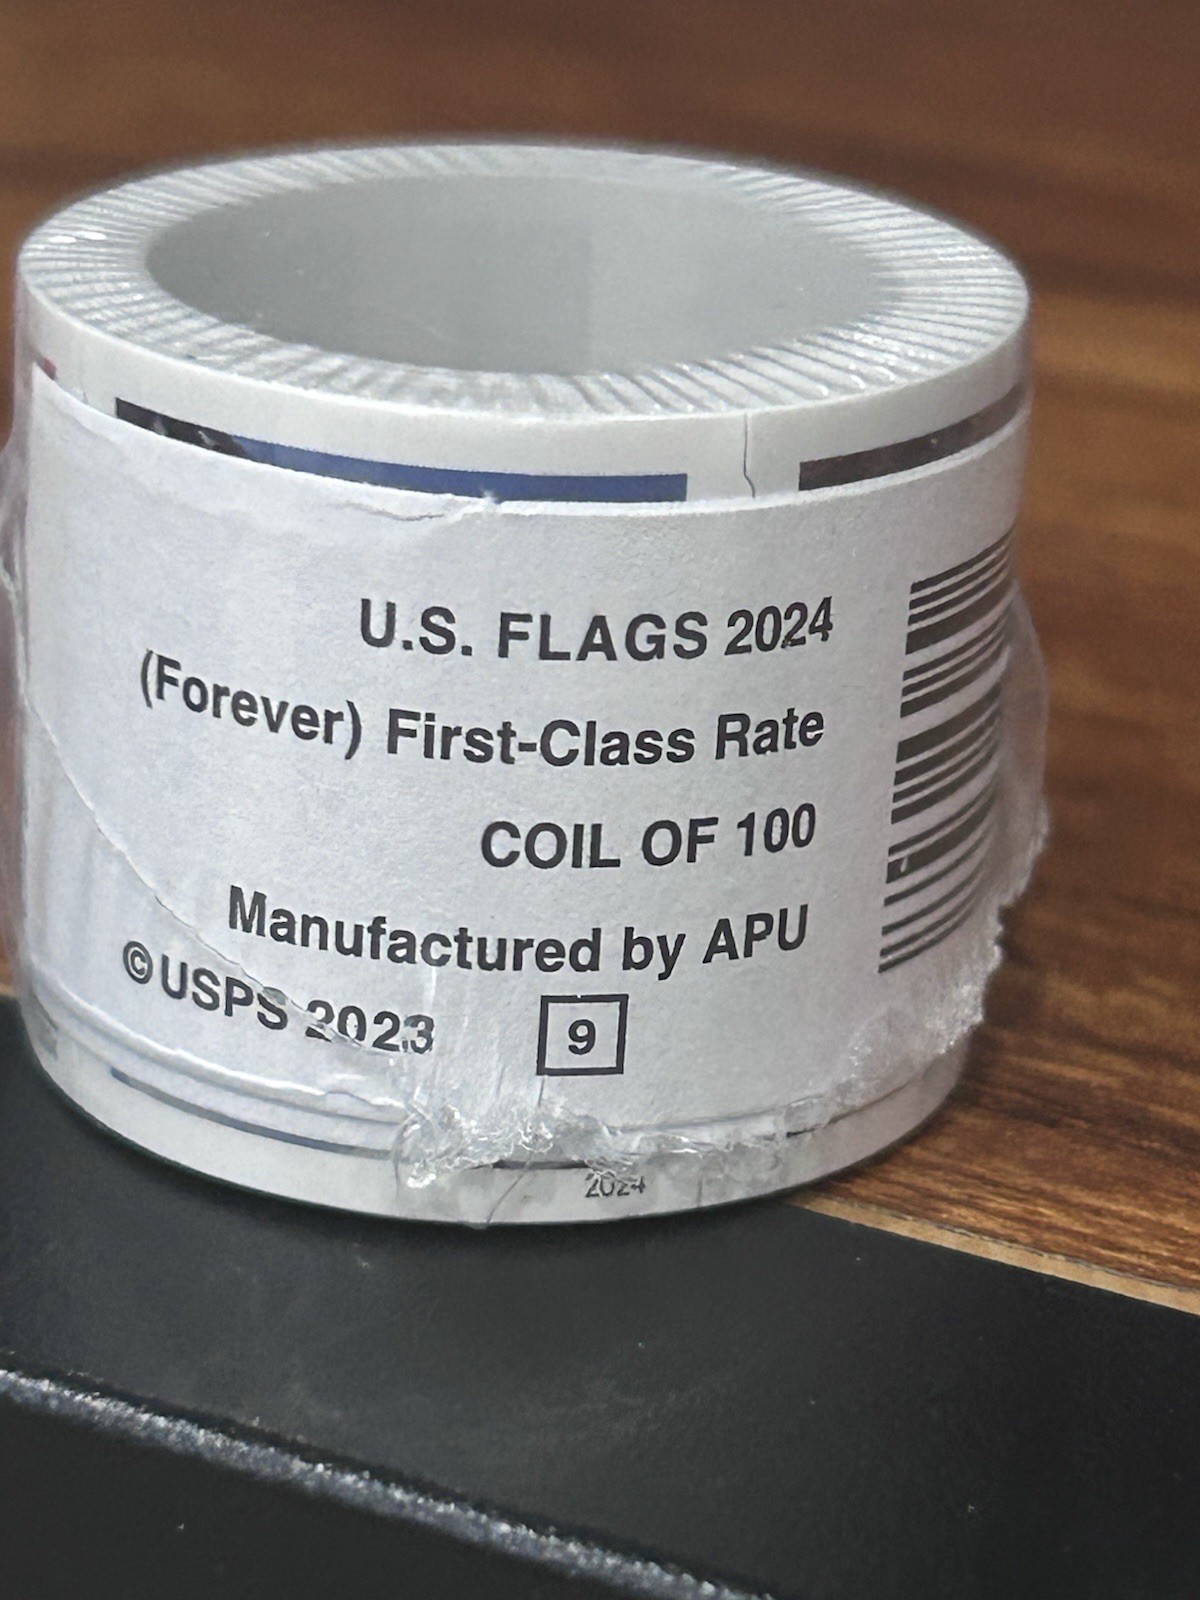 U.S. FLAGS 2024
(Forever) First-Class Rate
COIL OF 100
Manufactured by APU
©USPS 2023
9
2024